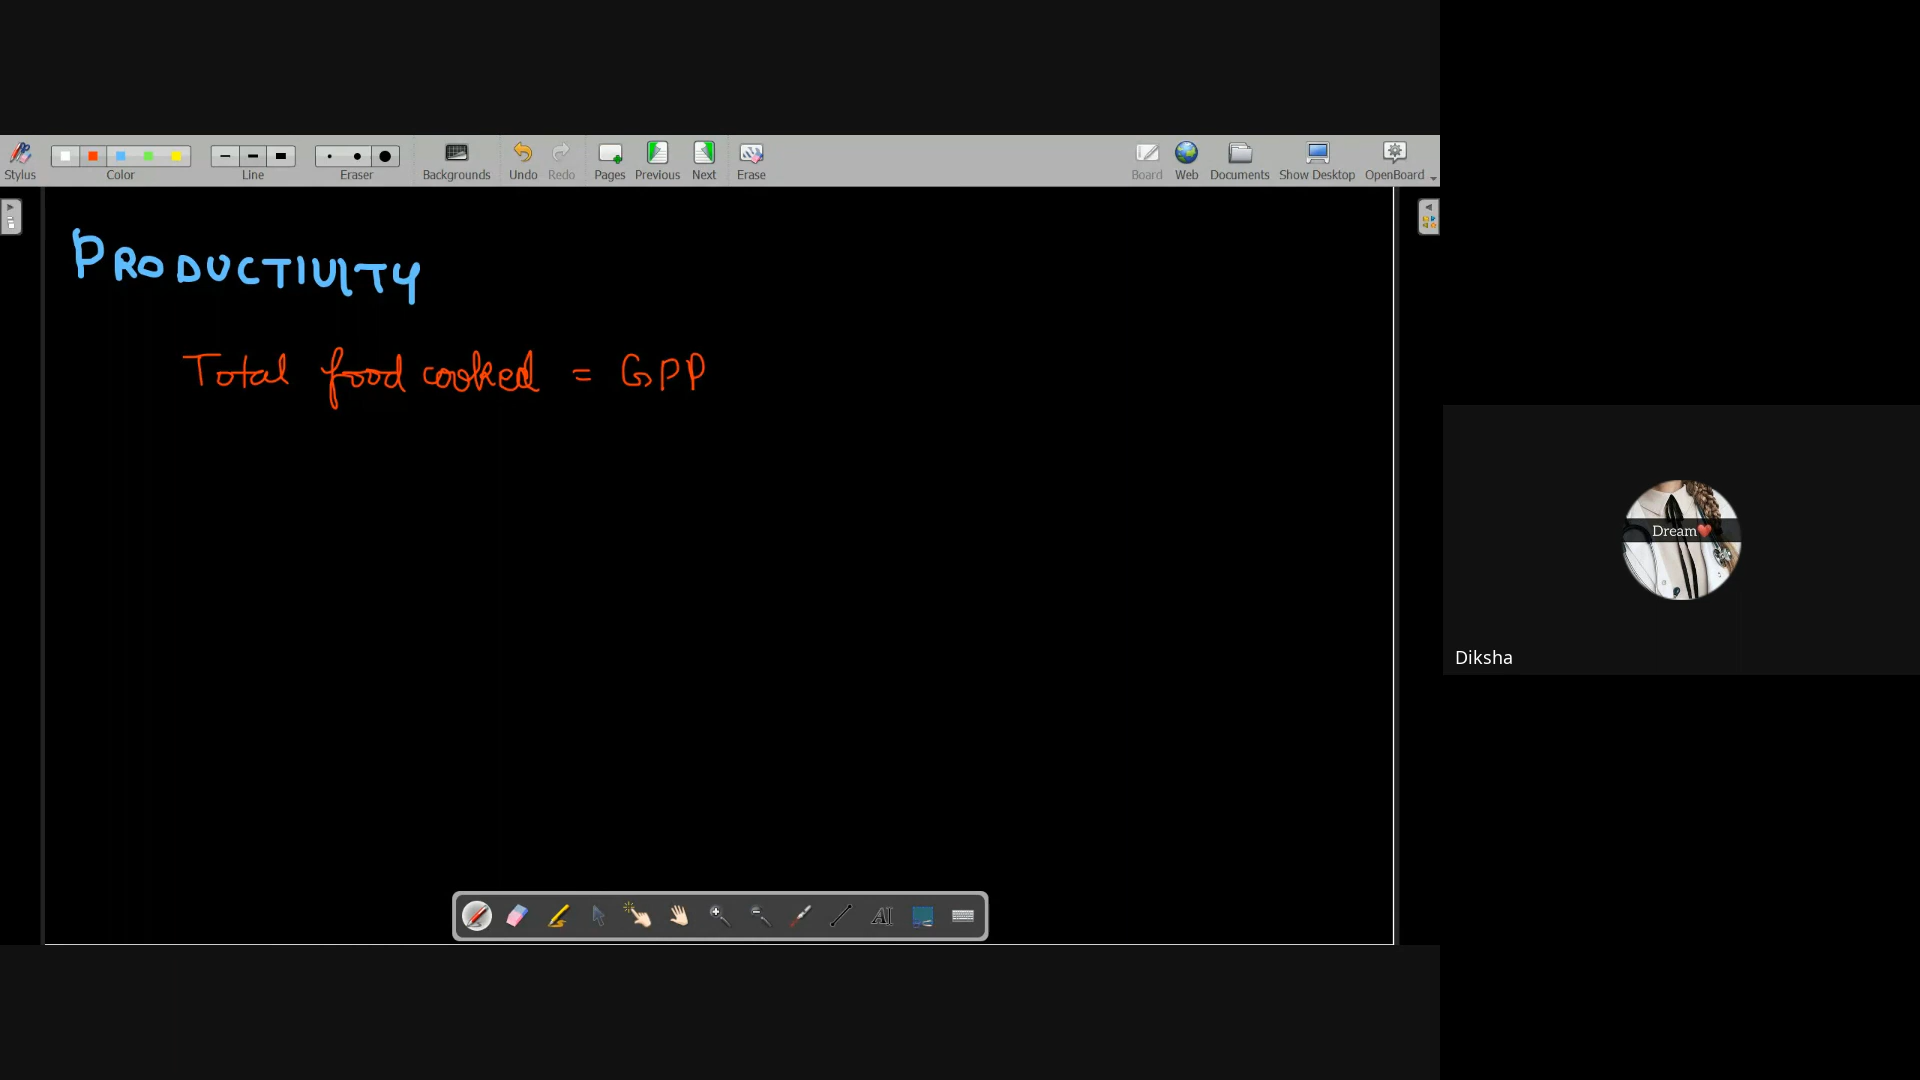 Stylus Color Line Eraser Backgrounds Undo Redo Pages Previous Next Erase Board Web Documents Show Desktop OpenBoard
PRODUCTIVITY
Total food cooked = GPP
Dream❤️
Diksha